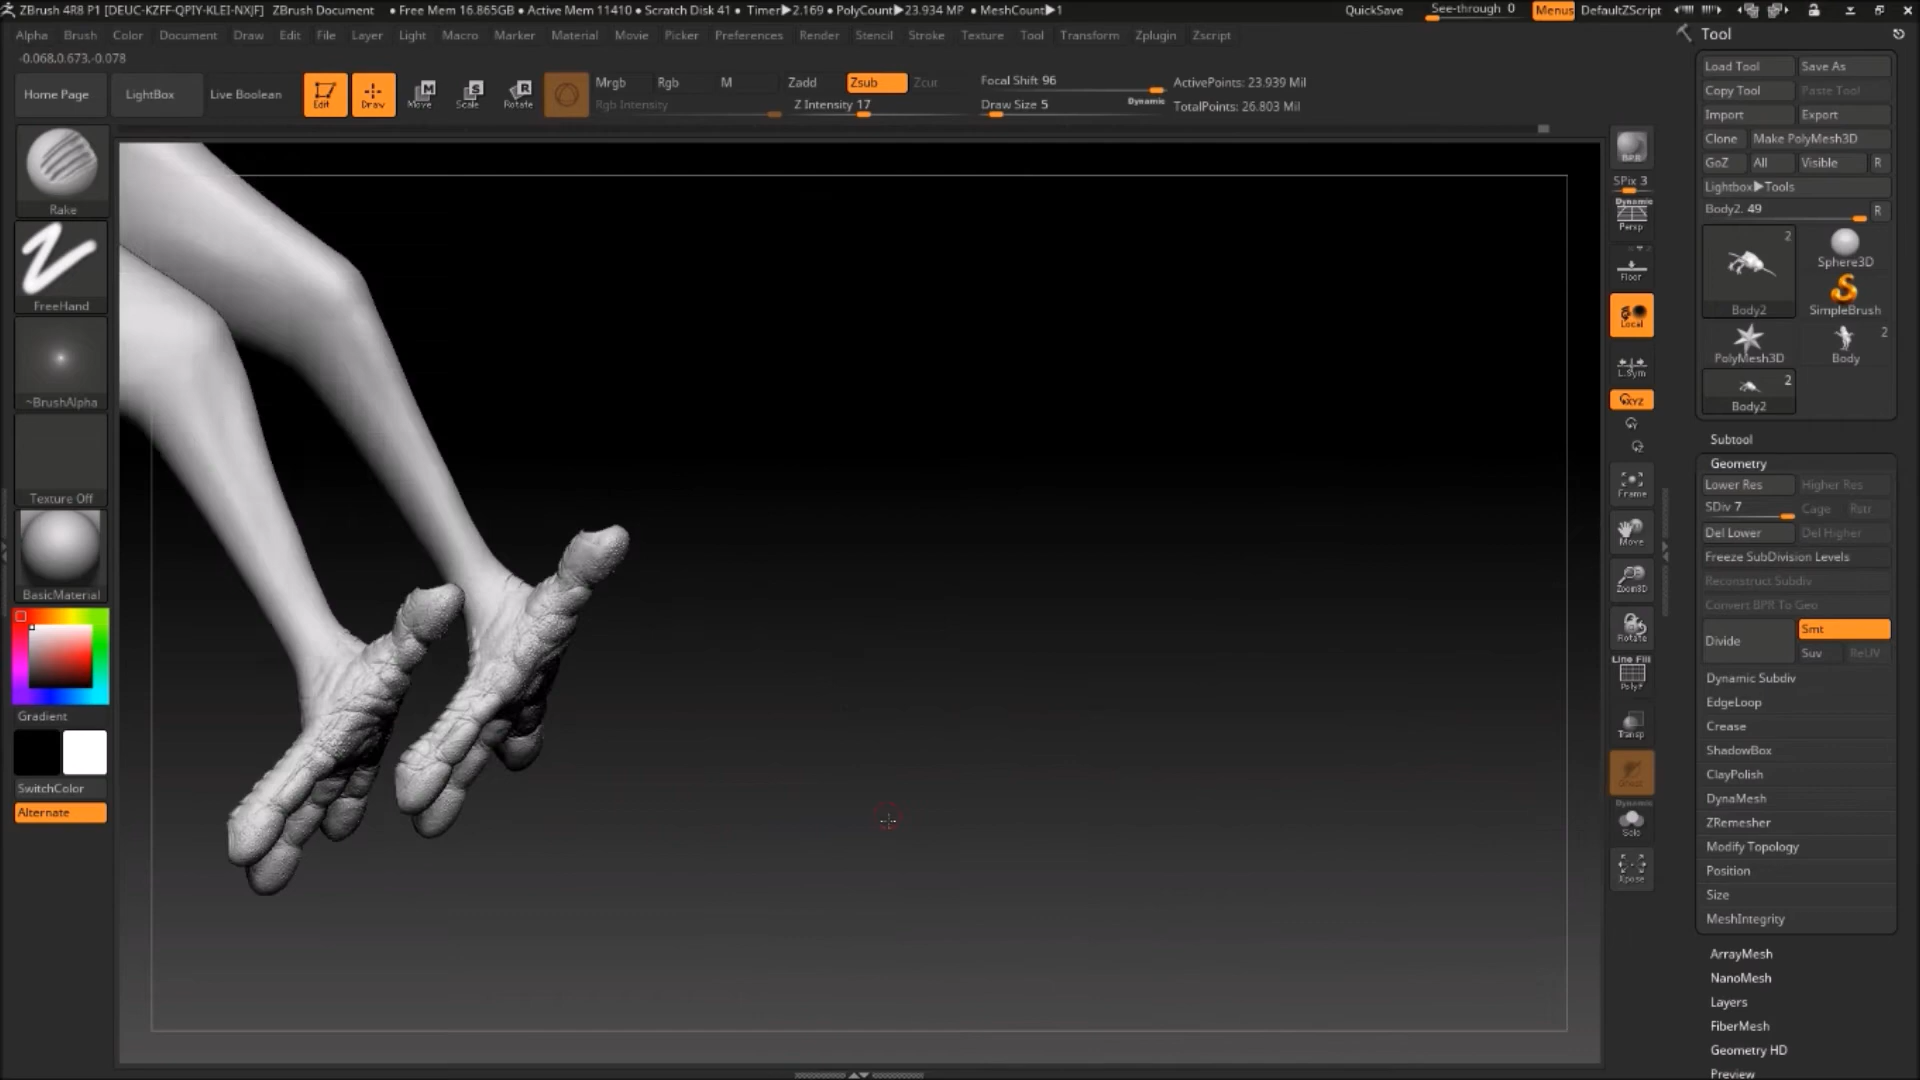 ZBrush 4R8 P1 [DEUC-KZFF-QPIY-KLEI-NXJF] ZBrush Document • Free Mem 16.865GB • Active Mem 11410 • Scratch Disk 41 • Timer▶2.169 • PolyCount▶23.934 MP • MeshCount▶1 QuickSave See-through 0 Menus DefaultZScript
Alpha Brush Color Document Draw Edit File Layer Light Macro Marker Material Movie Picker Preferences Render Stencil Stroke Texture Tool Transform Zplugin Zscript
-0.068,0.673,-0.078
Home Page LightBox Live Boolean Edit Draw Move Scale Rotate
Mrgb Rgb M Zadd Zsub Zcut Focal Shift 96 ActivePoints: 23.939 Mil
Rgb Intensity Z Intensity 17 Draw Size 5 Dynamic TotalPoints: 26.803 Mil
Rake
FreeHand
~BrushAlpha
Texture Off
BasicMaterial
Gradient
SwitchColor
Alternate
BPR
SPix 3
Dynamic
Persp
Floor
Local
L.Sym
XYZ
Frame
Move
Zoom3D
Rotate
Line Fill
PolyF
Transp
Dynamic
Solo
Xpose
Tool
Load Tool Save As
Copy Tool Paste Tool
Import Export
Clone Make PolyMesh3D
GoZ All Visible R
Lightbox▶Tools
Body2. 49 R
2
Body2
Sphere3D
SimpleBrush
PolyMesh3D
2
Body
2
Body2
Subtool
Geometry
Lower Res Higher Res
SDiv 7 Cage Rstr
Del Lower Del Higher
Freeze SubDivision Levels
Reconstruct Subdiv
Convert BPR To Geo
Divide Smt
Suv ReUV
Dynamic Subdiv
EdgeLoop
Crease
ShadowBox
ClayPolish
DynaMesh
ZRemesher
Modify Topology
Position
Size
MeshIntegrity
ArrayMesh
NanoMesh
Layers
FiberMesh
Geometry HD
Preview